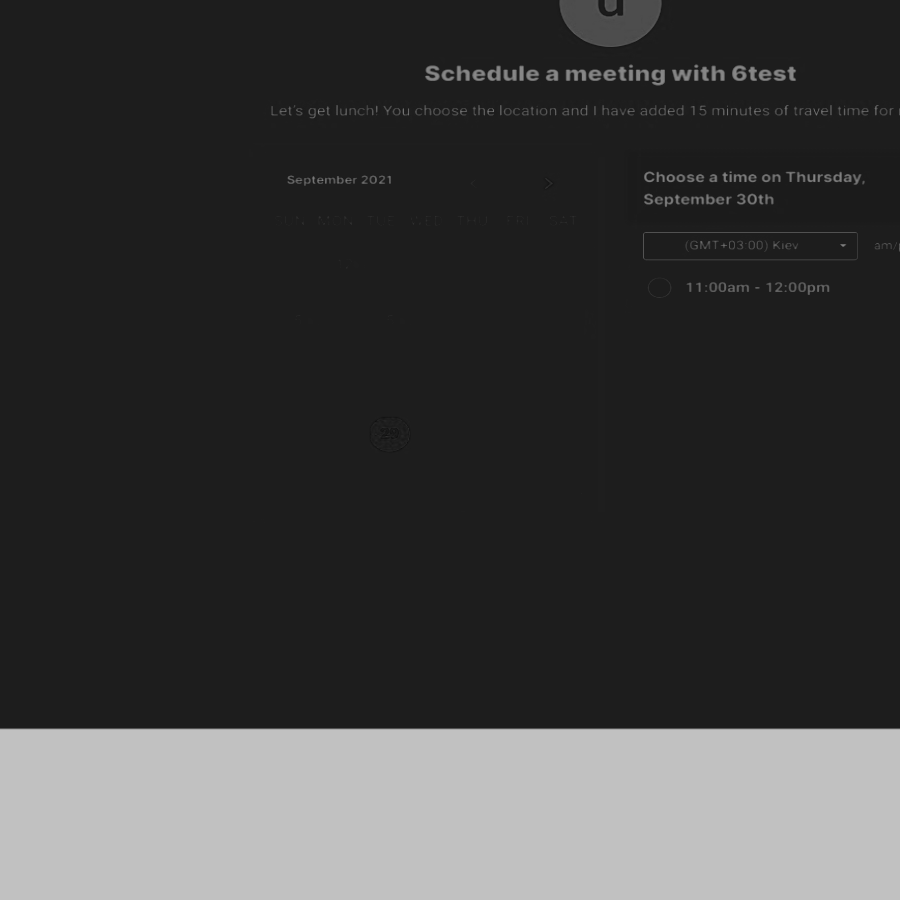 Schedule a meeting with 6test
Let's get lunch! You choose the location and I have added 15 minutes of travel time for
September 2021
SUN MON TUE WED THU FRI SAT
29
Choose a time on Thursday,
September 30th
(GMT+03:00) Kiev
am/
11:00am - 12:00pm